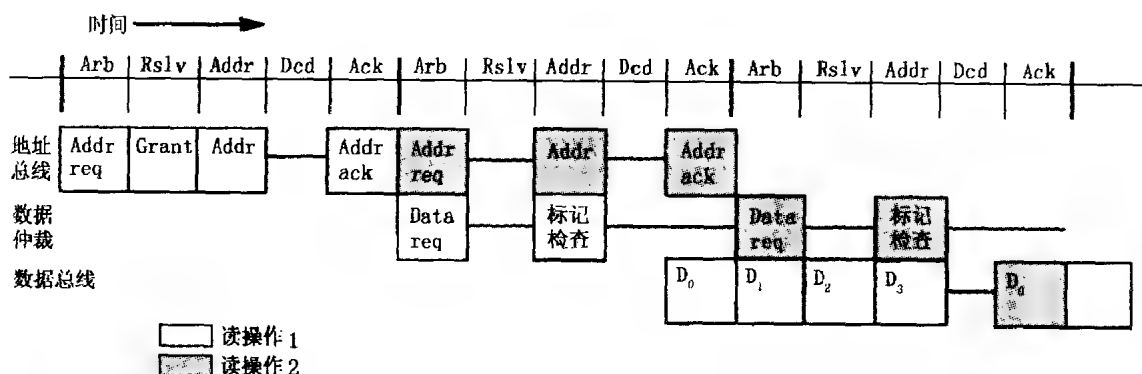 时间
Arb Rslv Addr Dcd Ack Arb Rslv Addr Dcd Ack Arb Rslv Addr Dcd Ack
地址 总线
Addr req Grant Addr Addr ack Addr req Addr Addr ack
数据 仲裁
Data req 标记 检查 Data req 标记 检查
数据总线
D₀ D₁ D₂ D₃ D₀
读操作1
读操作2